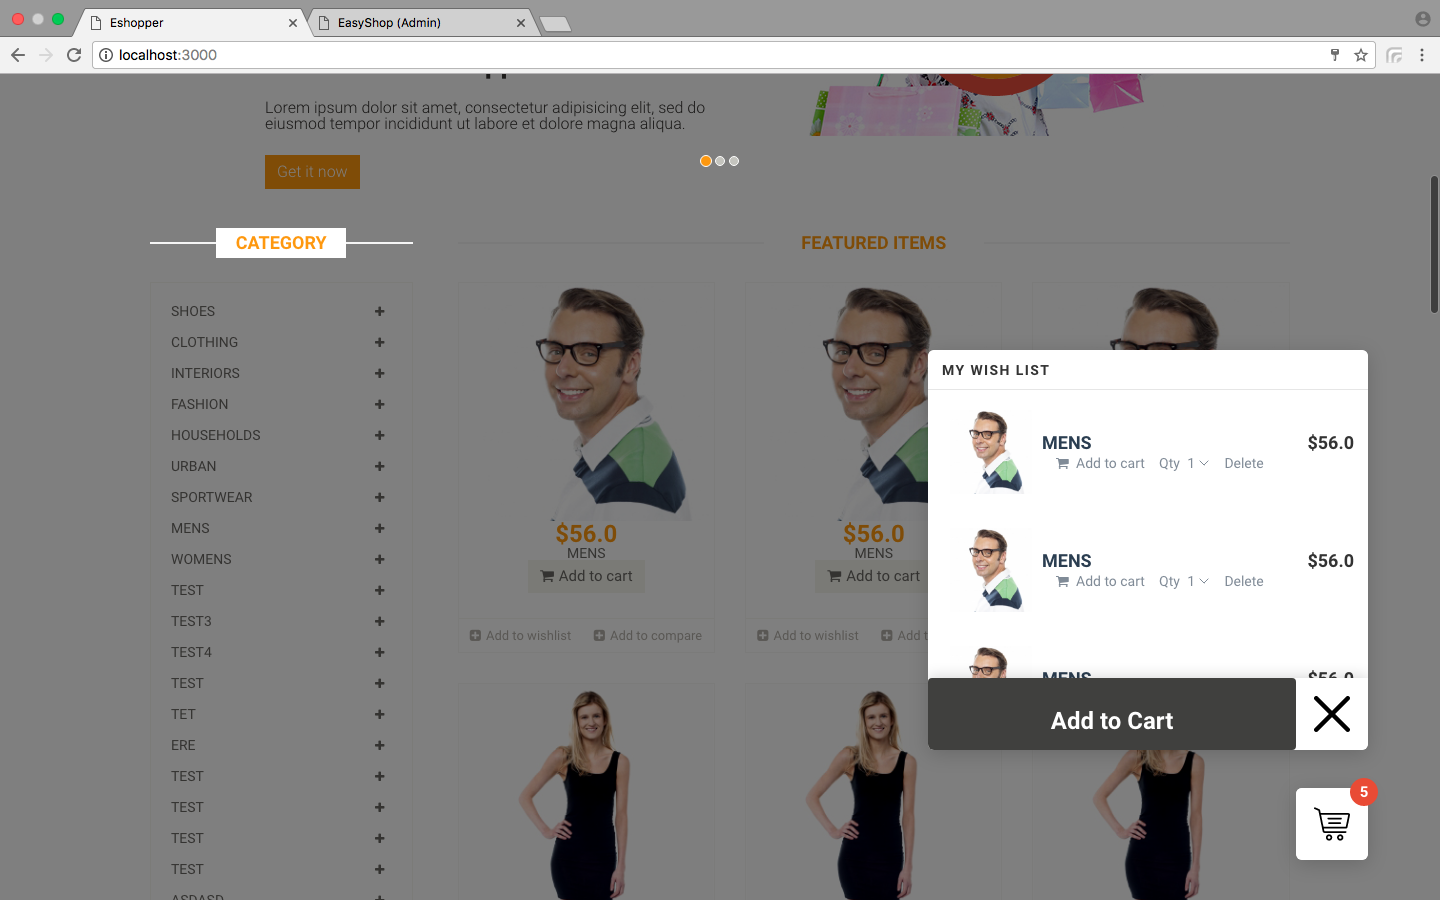 Eshopper
EasyShop (Admin)
localhost:3000
Lorem ipsum dolor sit amet, consectetur adipisicing elit, sed do
eiusmod tempor incididunt ut labore et dolore magna aliqua.
Get it now
CATEGORY
SHOES
CLOTHING
INTERIORS
FASHION
HOUSEHOLDS
URBAN
SPORTWEAR
MENS
WOMENS
TEST
TEST3
TEST4
TEST
TET
ERE
TEST
TEST
TEST
TEST
ASDASD
FEATURED ITEMS
$56.0
MENS
Add to cart
Add to wishlist
Add to compare
$56.0
MENS
Add to cart
Add to wishlist
Add t
MY WISH LIST
MENS $56.0
Add to cart Qty 1 Delete
MENS $56.0
Add to cart Qty 1 Delete
MENS $56.0
Add to Cart
5